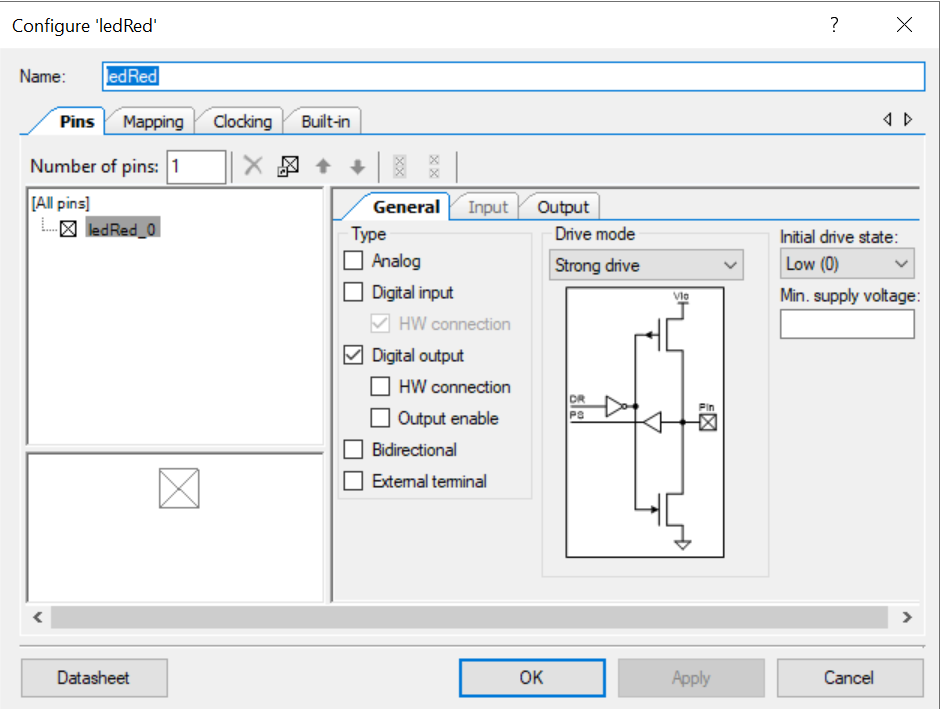 Configure 'ledRed'
?
Name: ledRed
Pins Mapping Clocking Built-in
Number of pins: 1
[All pins]
ledRed_0
General Input Output
Type
Analog
Digital input
HW connection
Digital output
HW connection
Output enable
Bidirectional
External terminal
Drive mode
Strong drive
Vio
DR
PS
Pin
Initial drive state:
Low (0)
Min. supply voltage:
Datasheet OK Apply Cancel